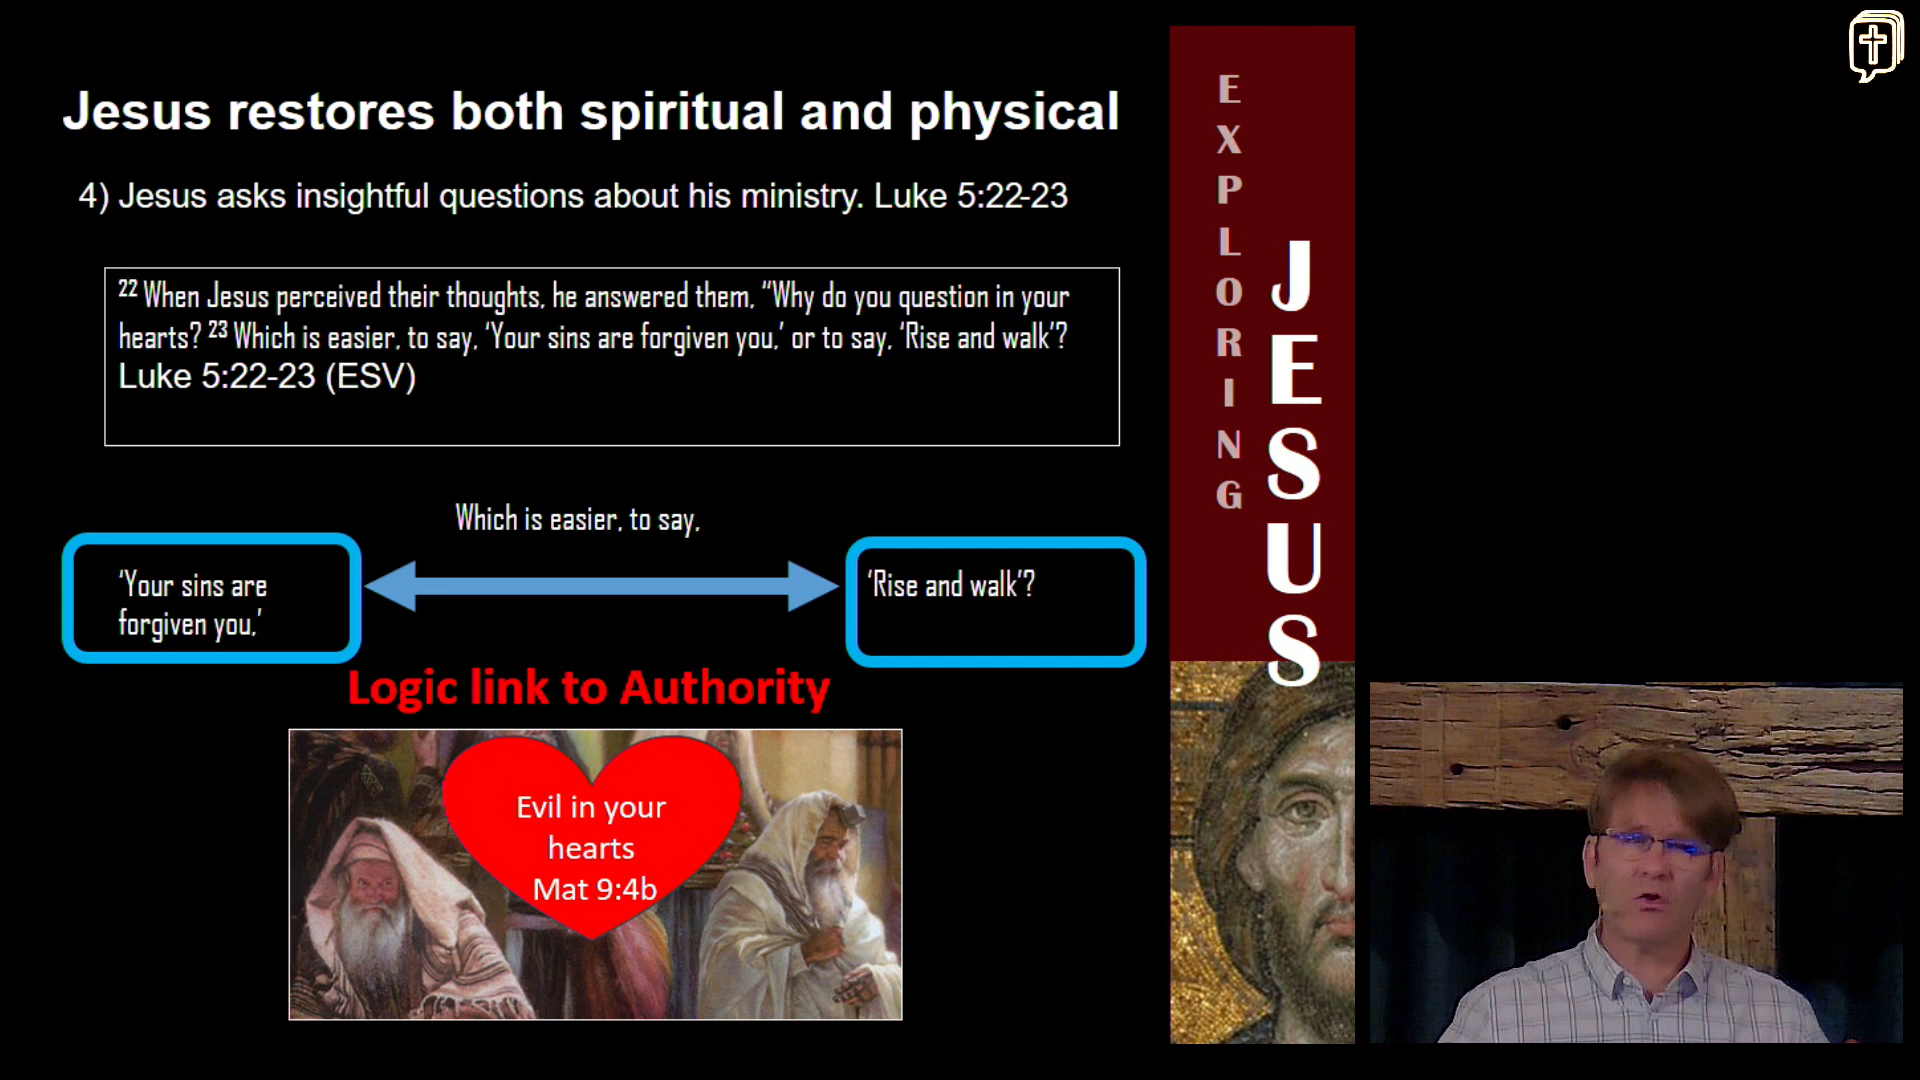 Jesus restores both spiritual and physical
4) Jesus asks insightful questions about his ministry. Luke 5:22-23
22 When Jesus perceived their thoughts, he answered them, “Why do you question in your
hearts? 23 Which is easier, to say, ‘Your sins are forgiven you,’ or to say, ‘Rise and walk’?
Luke 5:22-23 (ESV)
Which is easier, to say,
‘Your sins are
forgiven you,’
‘Rise and walk’?
Logic link to Authority
Evil in your
hearts
Mat 9:4b
EXPLORING
JESUS